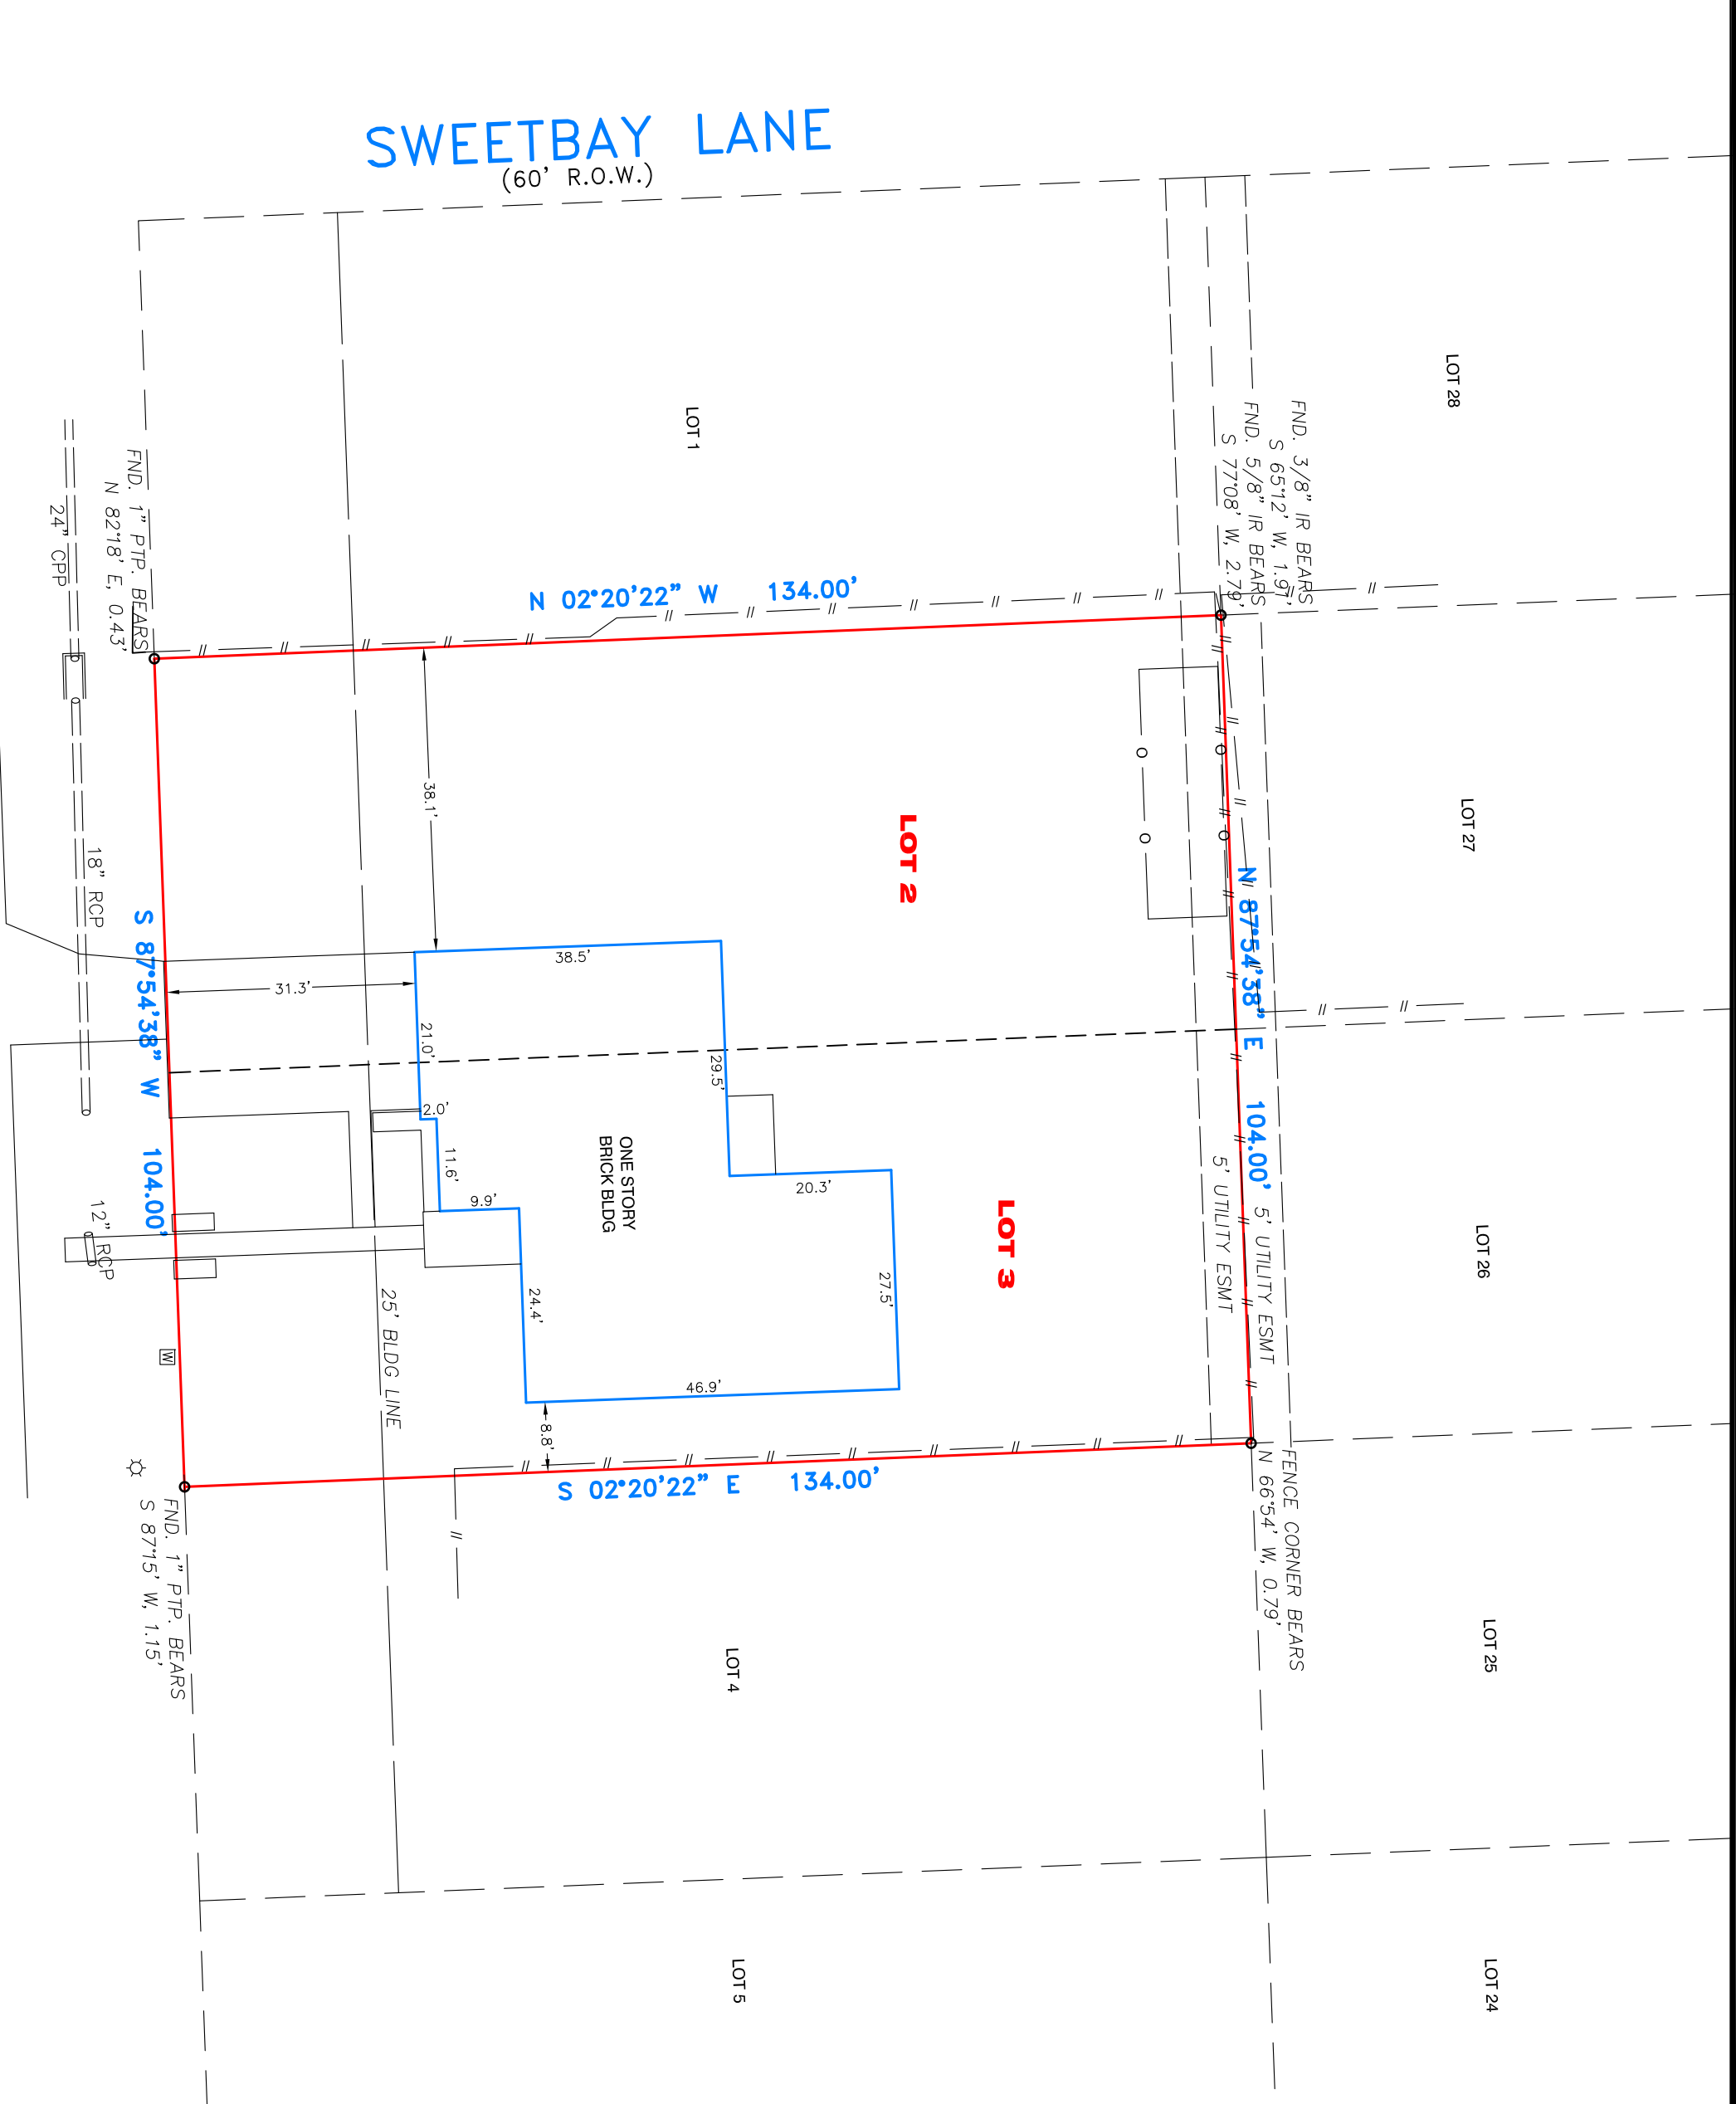 SWEETBAY LANE
(60' R.O.W.)
LOT 28
LOT 1
FND. 3/8" IR BEARS
S 65°12' W, 1.97'
FND. 5/8" IR BEARS
S 77°08' W, 2.79'
FND. 1" PTP. BEARS
N 82°18' E, 0.43'
24" CPP
N 02°20'22" W 134.00'
38.1'
LOT 2
LOT 27
18" RCP
N 87°54'38" E 104.00'
S 87°54'38" W 104.00'
38.5'
31.3'
21.0'
29.5'
2.0'
11.6'
ONE STORY
BRICK BLDG
9.9'
20.3'
LOT 3
5' UTILITY ESMT
5' UTILITY ESMT
LOT 26
12" RCP
24.4'
27.5'
25' BLDG LINE
W
46.9'
8.8'
S 02°20'22" E 134.00'
FENCE CORNER BEARS
N 66°54' W, 0.79'
FND. 1" PTP. BEARS
S 87°15' W, 1.15'
LOT 4
LOT 25
LOT 5
LOT 24